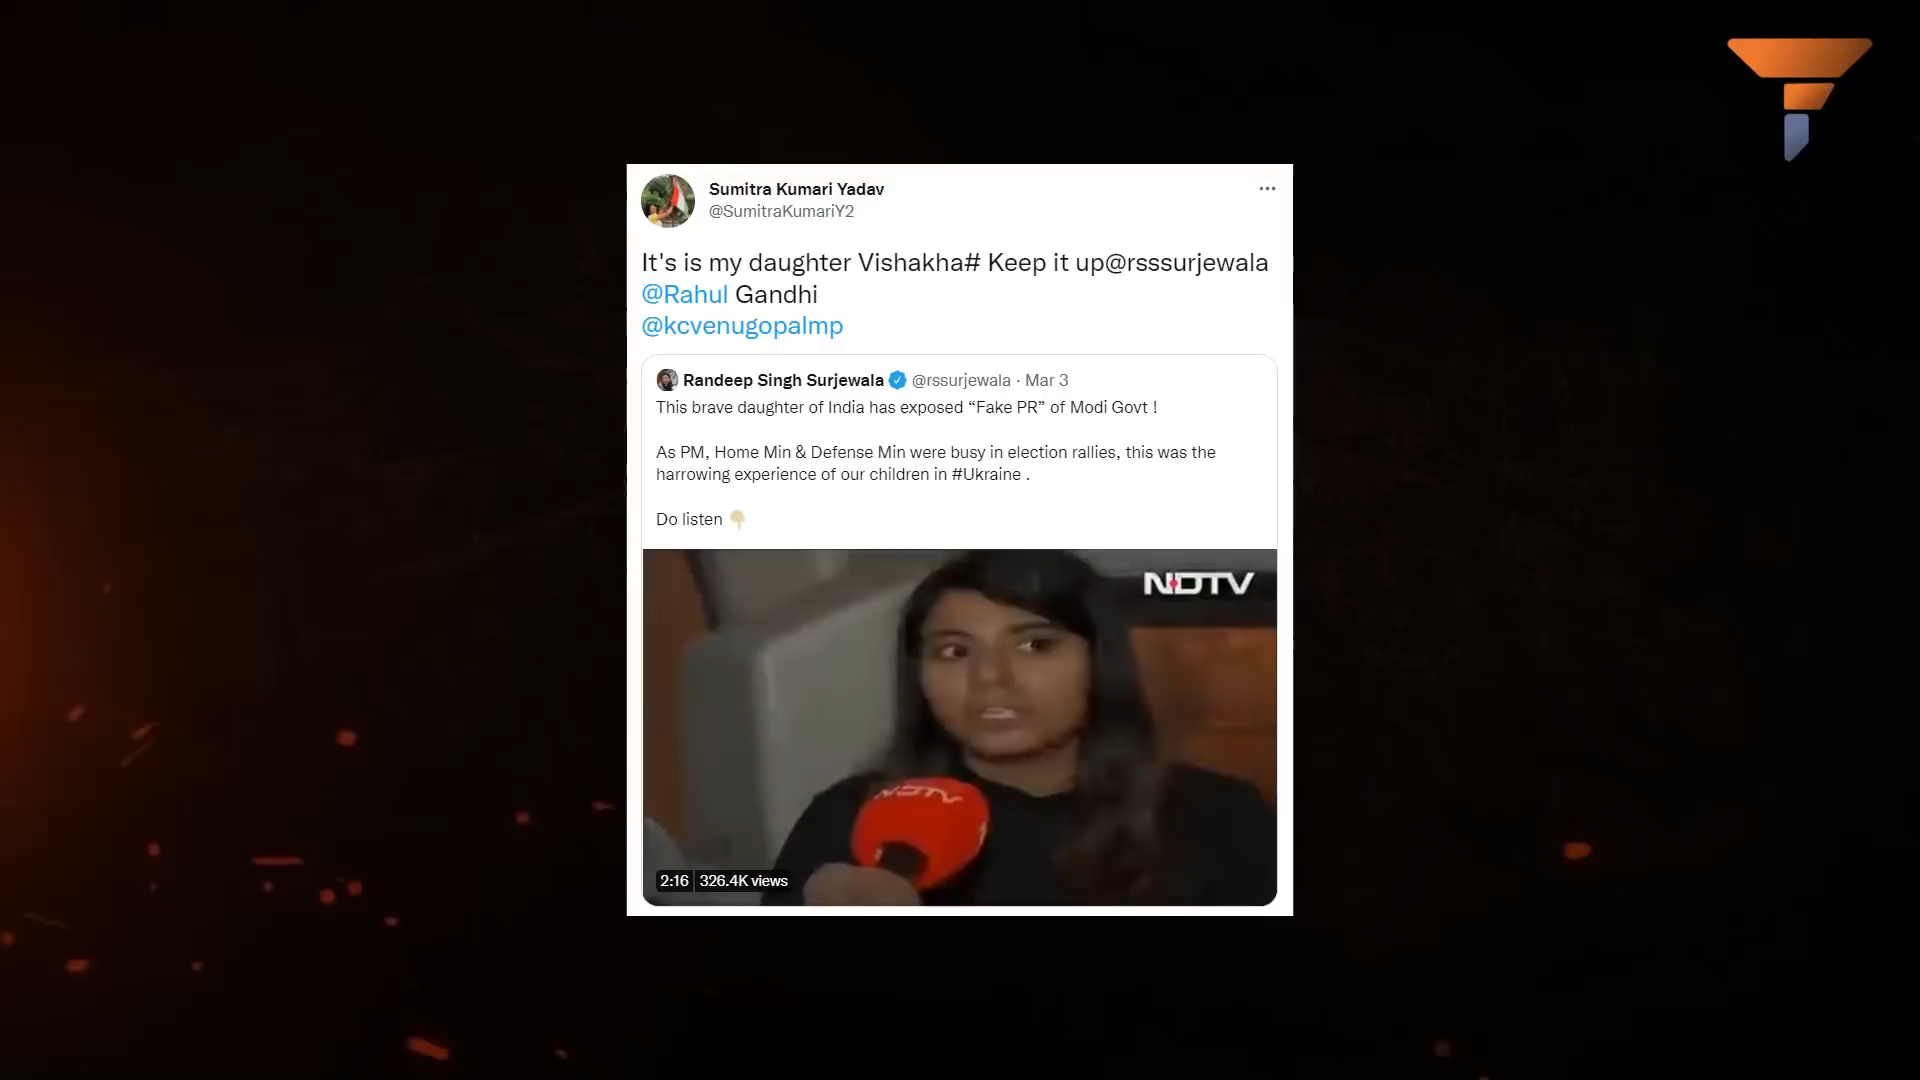 Sumitra Kumari Yadav
@SumitraKumariY2
It's is my daughter Vishakha# Keep it up@rsssurjewala
@Rahul Gandhi
@kcvenugopalmp
Randeep Singh Surjewala @rssurjewala · Mar 3
This brave daughter of India has exposed “Fake PR” of Modi Govt !
As PM, Home Min & Defense Min were busy in election rallies, this was the
harrowing experience of our children in #Ukraine .
Do listen 👇
NDTV
NDTV
2:16 326.4K views